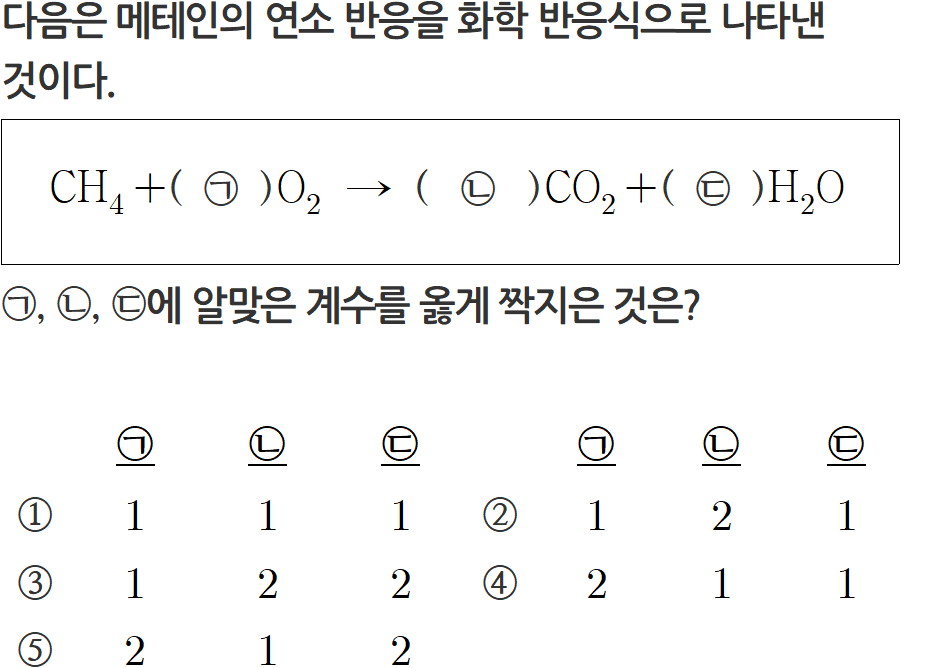 다음은 메테인의 연소 반응을 화학 반응식으로 나타낸
것이다.
CH₄+( ㉠ )O₂ → ( ㉡ )CO₂+( ㉢ )H₂O
㉠, ㉡, ㉢에 알맞은 계수를 옳게 짝지은 것은?
㉠ ㉡ ㉢ ㉠ ㉡ ㉢
① 1 1 1 ② 1 2 1
③ 1 2 2 ④ 2 1 1
⑤ 2 1 2